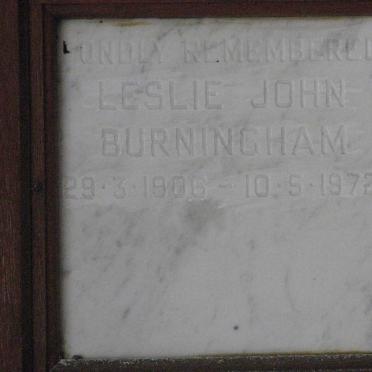 FONDLY REMEMBERED
LESLIE JOHN
BURNINGHAM
29·3·1906 - 10·5·1972